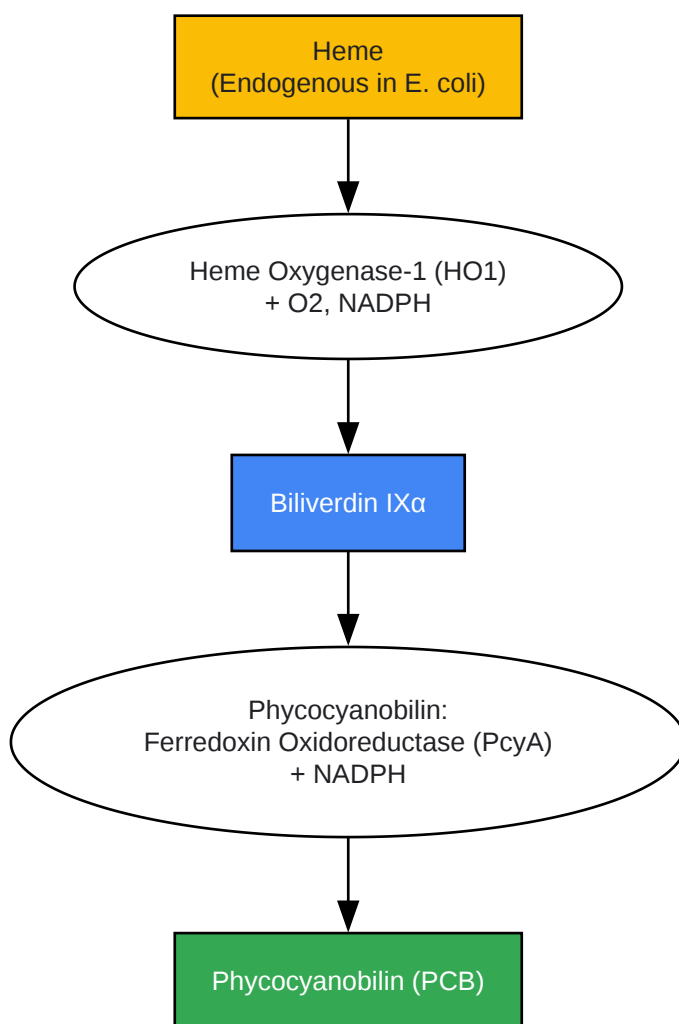 Heme
(Endogenous in E. coli)
Heme Oxygenase-1 (HO1)
+ O2, NADPH
Biliverdin IXα
Phycocyanobilin:
Ferredoxin Oxidoreductase (PcyA)
+ NADPH
Phycocyanobilin (PCB)